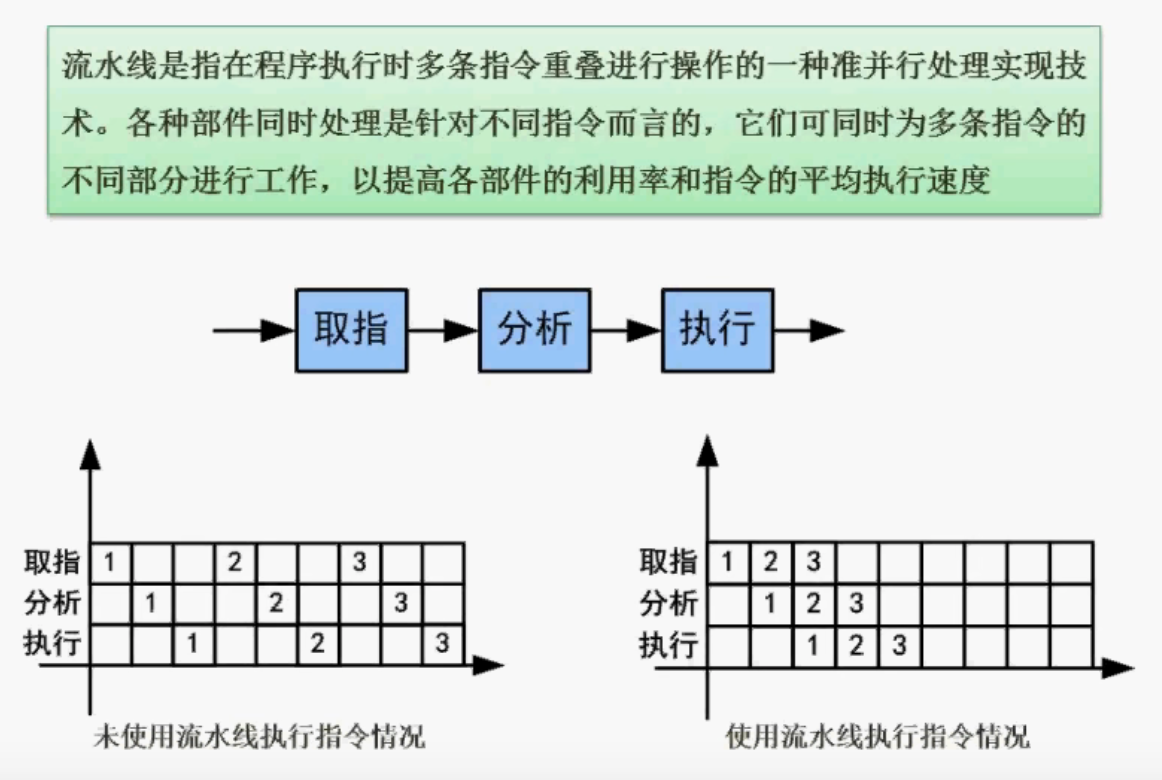 流水线是指在程序执行时多条指令重叠进行操作的一种准并行处理实现技
术。各种部件同时处理是针对不同指令而言的，它们可同时为多条指令的
不同部分进行工作，以提高各部件的利用率和指令的平均执行速度
取指 分析 执行
取指 1 2 3
分析 1 2 3
执行 1 2 3
未使用流水线执行指令情况
取指 1 2 3
分析 1 2 3
执行 1 2 3
使用流水线执行指令情况